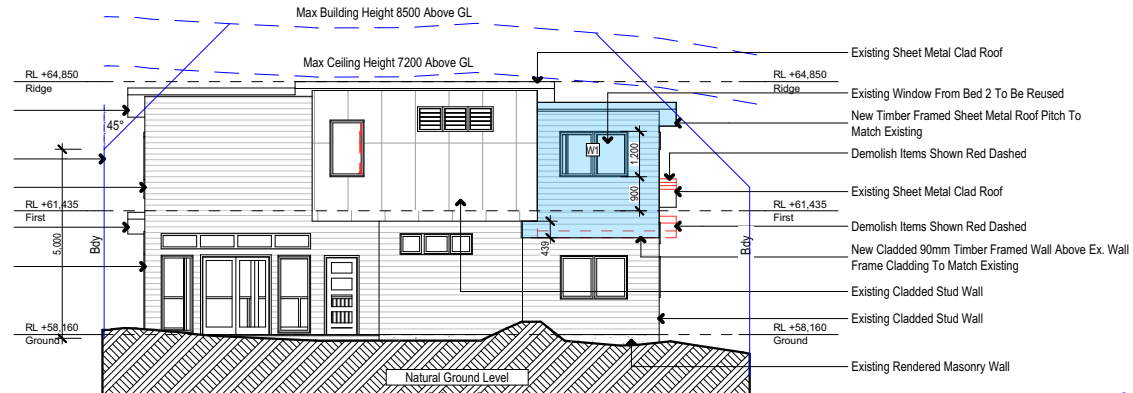 Max Building Height 8500 Above GL
Max Ceiling Height 7200 Above GL
RL +64,850
Ridge
45°
RL +61,435
First
5,000
Bdy
RL +58,160
Ground
W1
1,200
900
439
Natural Ground Level
Bdy
RL +64,850
Ridge
RL +61,435
First
RL +58,160
Ground
Existing Sheet Metal Clad Roof
Existing Window From Bed 2 To Be Reused
New Timber Framed Sheet Metal Roof Pitch To
Match Existing
Demolish Items Shown Red Dashed
Existing Sheet Metal Clad Roof
Demolish Items Shown Red Dashed
New Cladded 90mm Timber Framed Wall Above Ex. Wall
Frame Cladding To Match Existing
Existing Cladded Stud Wall
Existing Cladded Stud Wall
Existing Rendered Masonry Wall